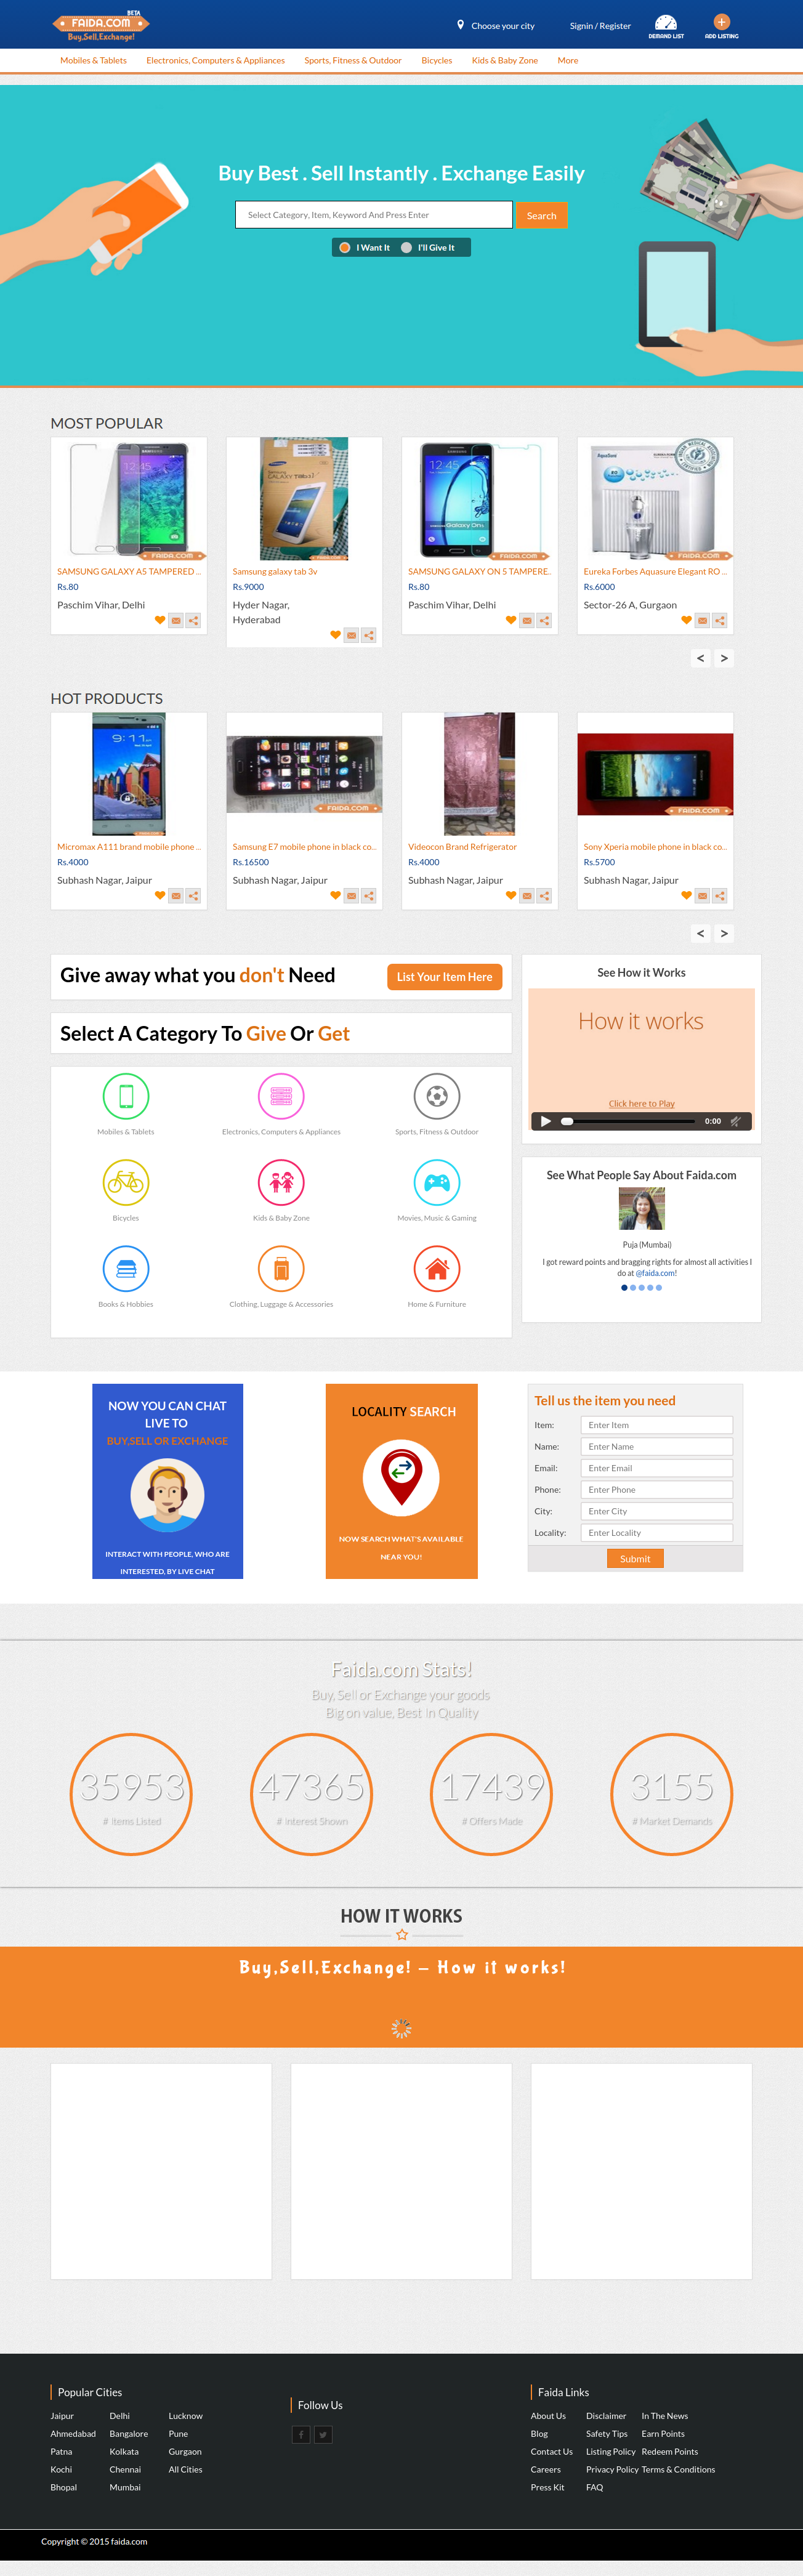 BETA
FAIDA.COM
Buy.Sell.Exchange!
Choose your city
Signin / Register
DEMAND LIST
ADD LISTING
Mobiles & Tablets
Electronics, Computers & Appliances
Sports, Fitness & Outdoor
Bicycles
Kids & Baby Zone
More
Buy Best . Sell Instantly . Exchange Easily
Select Category, Item, Keyword And Press Enter
Search
I Want It
I'll Give It
MOST POPULAR
SAMSUNG GALAXY A5 TAMPERED ...
Rs.80
Paschim Vihar, Delhi
Samsung galaxy tab 3v
Rs.9000
Hyder Nagar,
Hyderabad
SAMSUNG GALAXY ON 5 TAMPERE..
Rs.80
Paschim Vihar, Delhi
Eureka Forbes Aquasure Elegant RO ...
Rs.6000
Sector-26 A, Gurgaon
< >
HOT PRODUCTS
Micromax A111 brand mobile phone ...
Rs.4000
Subhash Nagar, Jaipur
Samsung E7 mobile phone in black co...
Rs.16500
Subhash Nagar, Jaipur
Videocon Brand Refrigerator
Rs.4000
Subhash Nagar, Jaipur
Sony Xperia mobile phone in black co...
Rs.5700
Subhash Nagar, Jaipur
< >
Give away what you don't Need
List Your Item Here
Select A Category To Give Or Get
Mobiles & Tablets
Electronics, Computers & Appliances
Sports, Fitness & Outdoor
Bicycles
Kids & Baby Zone
Movies, Music & Gaming
Books & Hobbies
Clothing, Luggage & Accessories
Home & Furniture
See How it Works
How it works
Click here to Play
0:00
See What People Say About Faida.com
Puja (Mumbai)
I got reward points and bragging rights for almost all activities I
do at @faida.com!
NOW YOU CAN CHAT
LIVE TO
BUY,SELL OR EXCHANGE
INTERACT WITH PEOPLE, WHO ARE
INTERESTED, BY LIVE CHAT
LOCALITY SEARCH
NOW SEARCH WHAT'S AVAILABLE
NEAR YOU!
Tell us the item you need
Item: Enter Item
Name: Enter Name
Email: Enter Email
Phone: Enter Phone
City: Enter City
Locality: Enter Locality
Submit
Faida.com Stats!
Buy, Sell or Exchange your goods
Big on value, Best In Quality
35953
# Items Listed
47365
# Interest Shown
17439
# Offers Made
3155
# Market Demands
HOW IT WORKS
Buy,Sell,Exchange! – How it works!
Popular Cities
Jaipur Delhi Lucknow
Ahmedabad Bangalore Pune
Patna Kolkata Gurgaon
Kochi Chennai All Cities
Bhopal Mumbai
Follow Us
Faida Links
About Us Disclaimer In The News
Blog Safety Tips Earn Points
Contact Us Listing Policy Redeem Points
Careers Privacy Policy Terms & Conditions
Press Kit FAQ
Copyright © 2015 faida.com